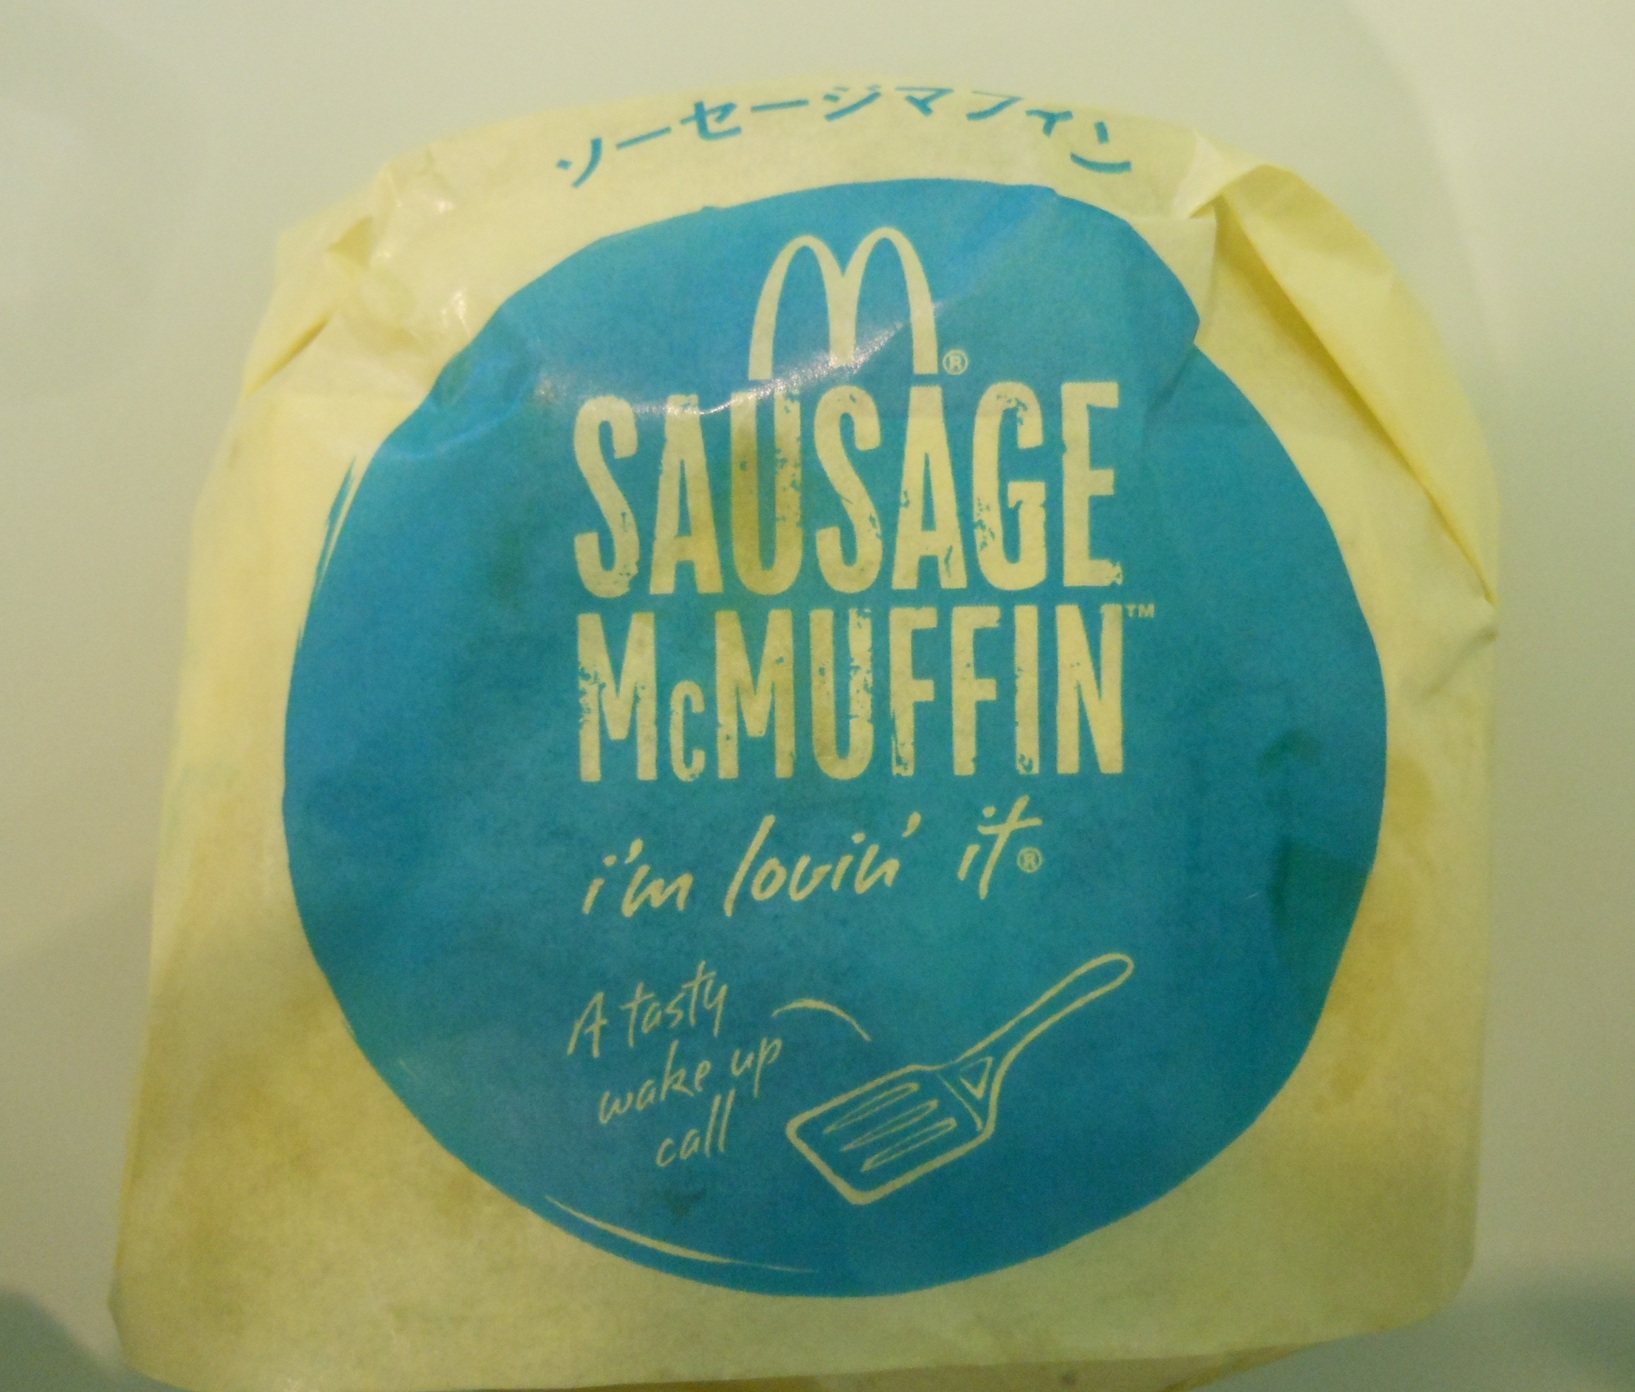 ソーセージマフィン
®
SAUSAGE
McMUFFIN™
i'm lovin' it®
A tasty
wake up
call